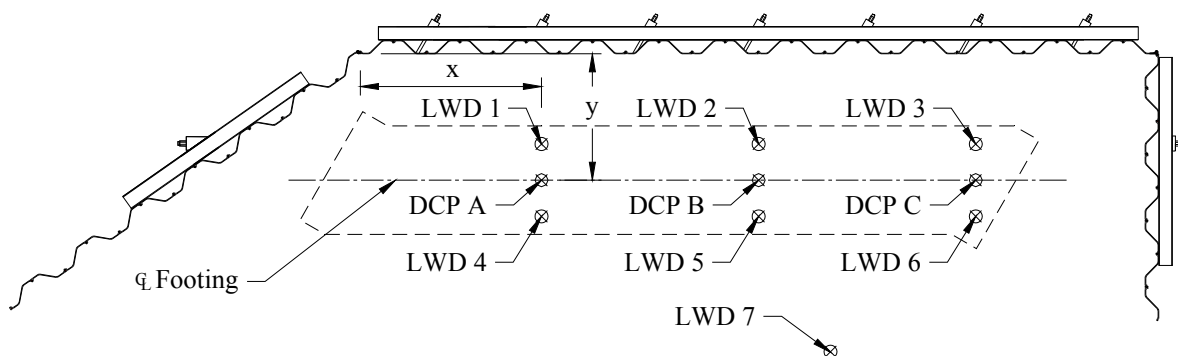 x
y
LWD 1
LWD 2
LWD 3
DCP A
DCP B
DCP C
LWD 4
LWD 5
LWD 6
℄ Footing
LWD 7